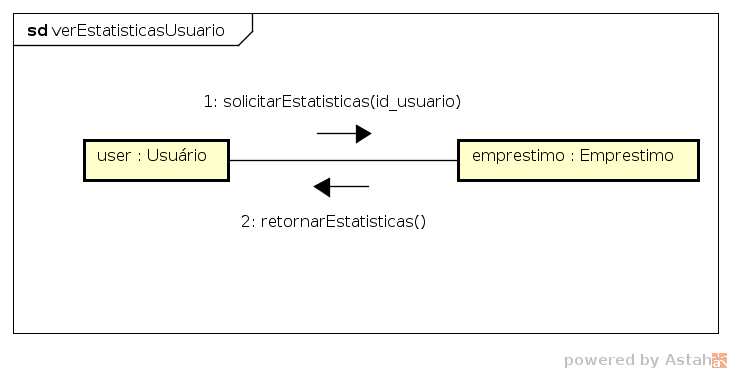 sd verEstatisticasUsuario
1: solicitarEstatisticas(id_usuario)
user : Usuário
emprestimo : Emprestimo
2: retornarEstatisticas()
powered by Astah